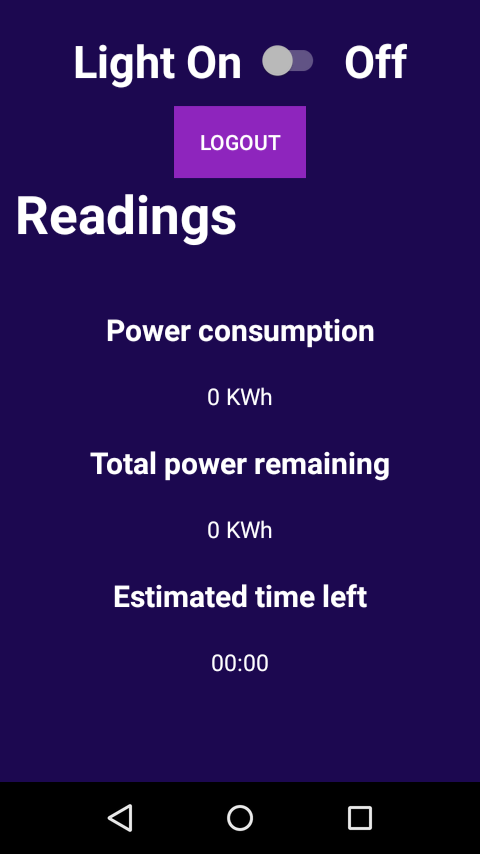 Light On Off
LOGOUT
Readings
Power consumption
0 KWh
Total power remaining
0 KWh
Estimated time left
00:00